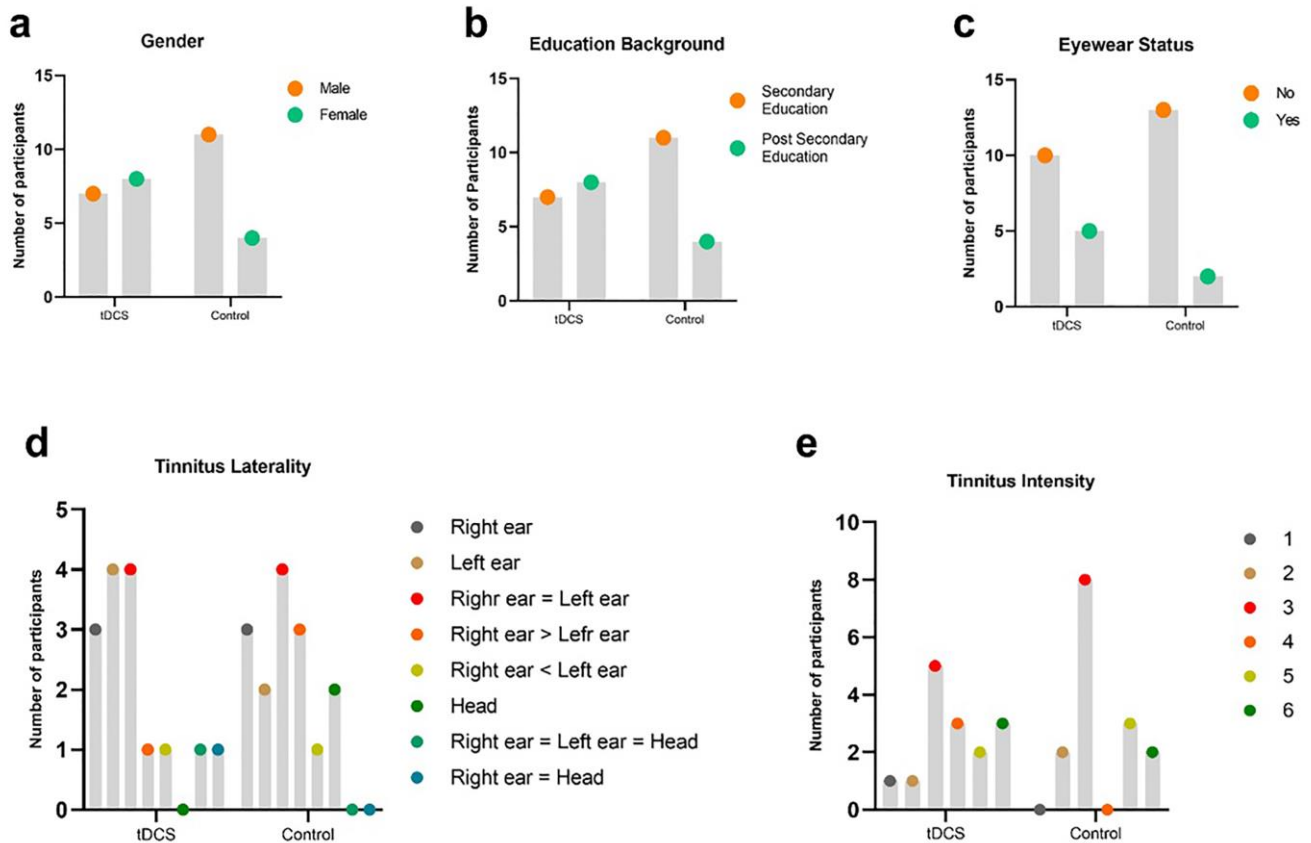 a
Gender
Number of participants
15
10
5
0
tDCS
Control
Male
Female
b
Education Background
Number of Participants
15
10
5
0
tDCS
Control
Secondary
Education
Post Secondary
Education
c
Eyewear Status
Number of participants
15
10
5
0
tDCS
Control
No
Yes
d
Tinnitus Laterality
Number of participants
5
4
3
2
1
0
tDCS
Control
Right ear
Left ear
Righr ear = Left ear
Right ear > Lefr ear
Right ear < Left ear
Head
Right ear = Left ear = Head
Right ear = Head
e
Tinnitus Intensity
Number of participants
10
8
6
4
2
0
tDCS
Control
1
2
3
4
5
6